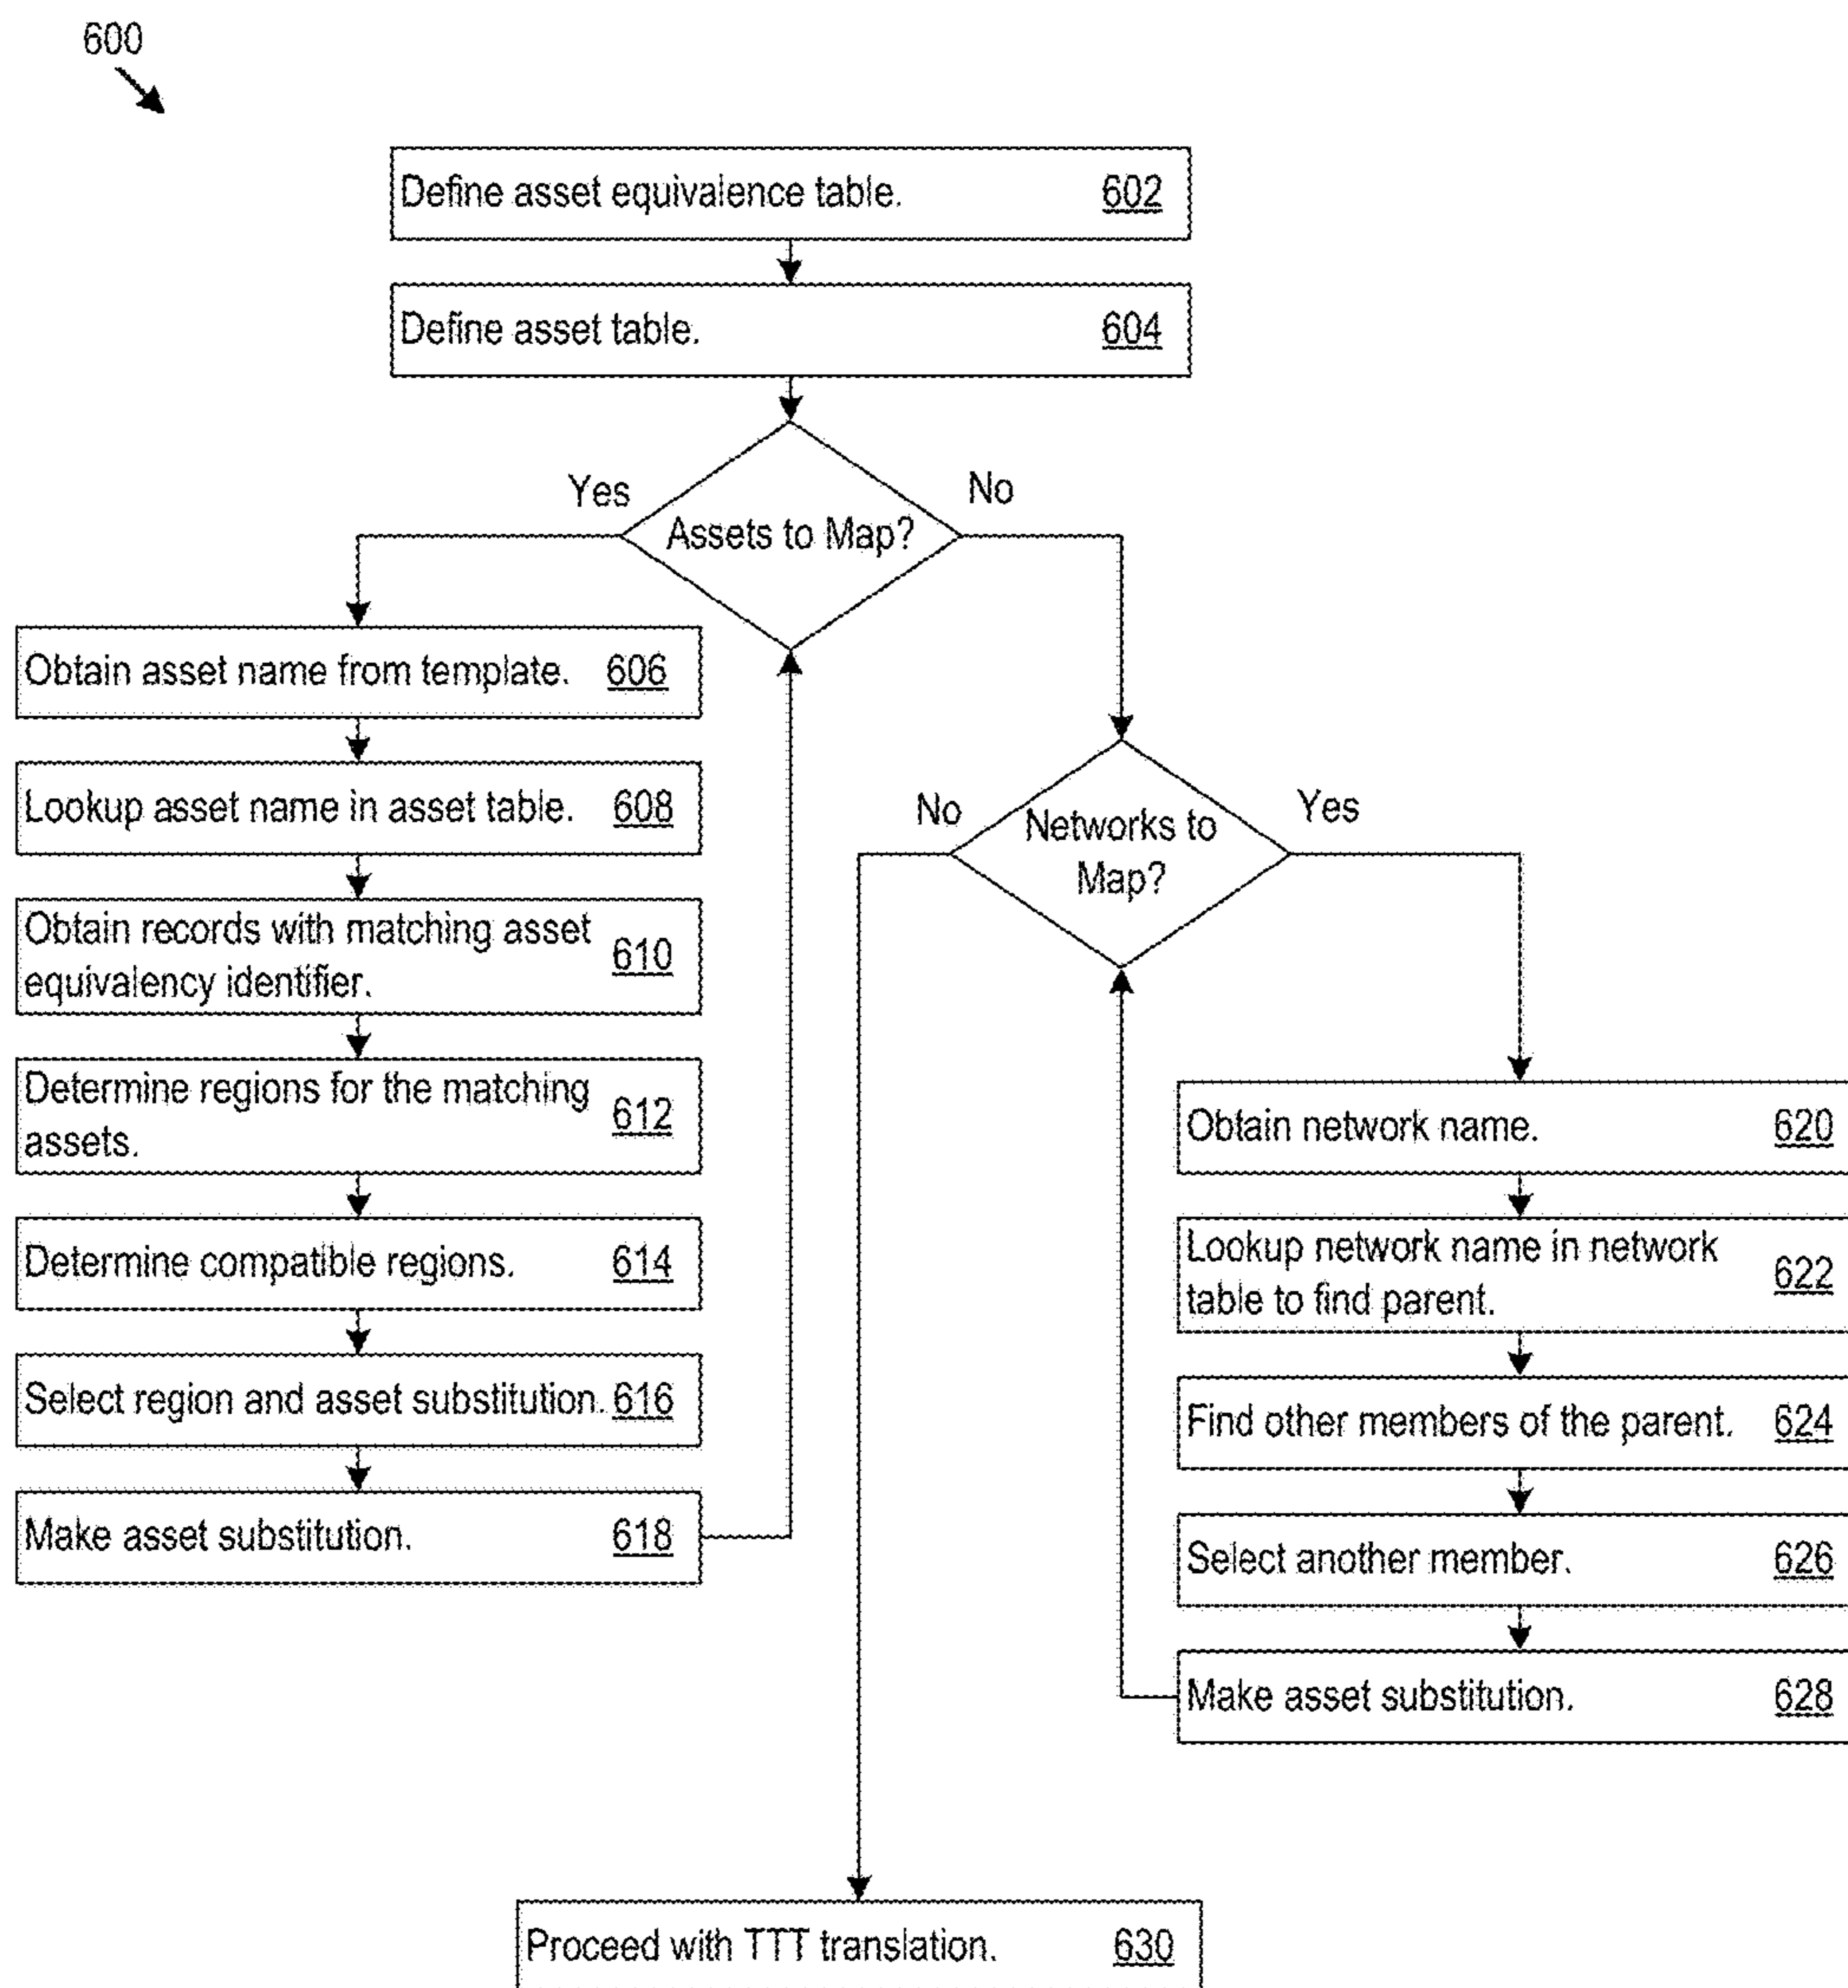 600
Define asset equivalence table. 602
Define asset table. 604
Yes
No
Assets to Map?
Obtain asset name from template. 606
Lookup asset name in asset table. 608
Obtain records with matching asset
equivalency identifier. 610
Determine regions for the matching
assets. 612
Determine compatible regions. 614
Select region and asset substitution. 616
Make asset substitution. 618
No
Yes
Networks to
Map?
Obtain network name. 620
Lookup network name in network
table to find parent. 622
Find other members of the parent. 624
Select another member. 626
Make asset substitution. 628
Proceed with TTT translation. 630